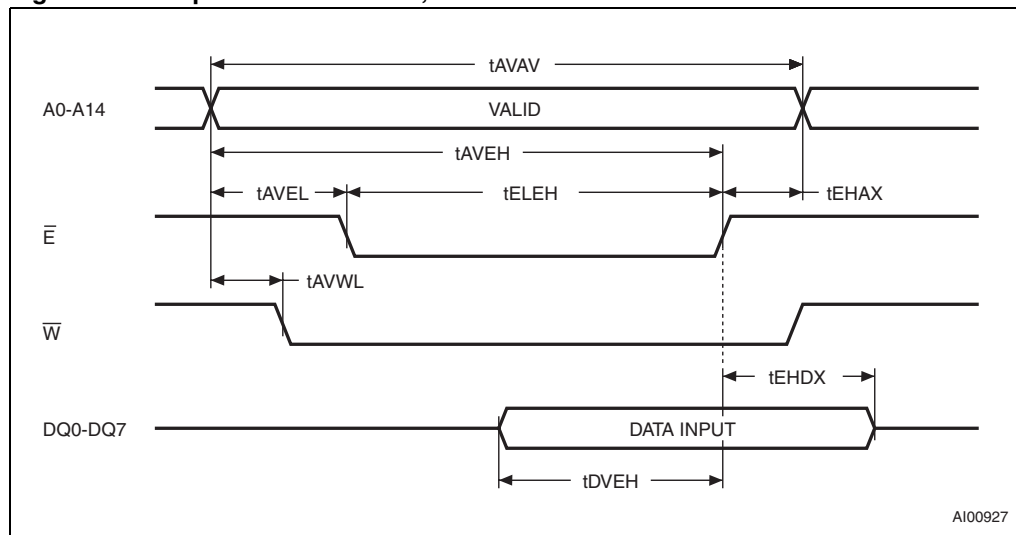 tAVAV
A0-A14
VALID
tAVEH
tAVEL
tELEH
tEHAX
E̅
tAVWL
W̅
tEHDX
DQ0-DQ7
DATA INPUT
tDVEH
AI00927